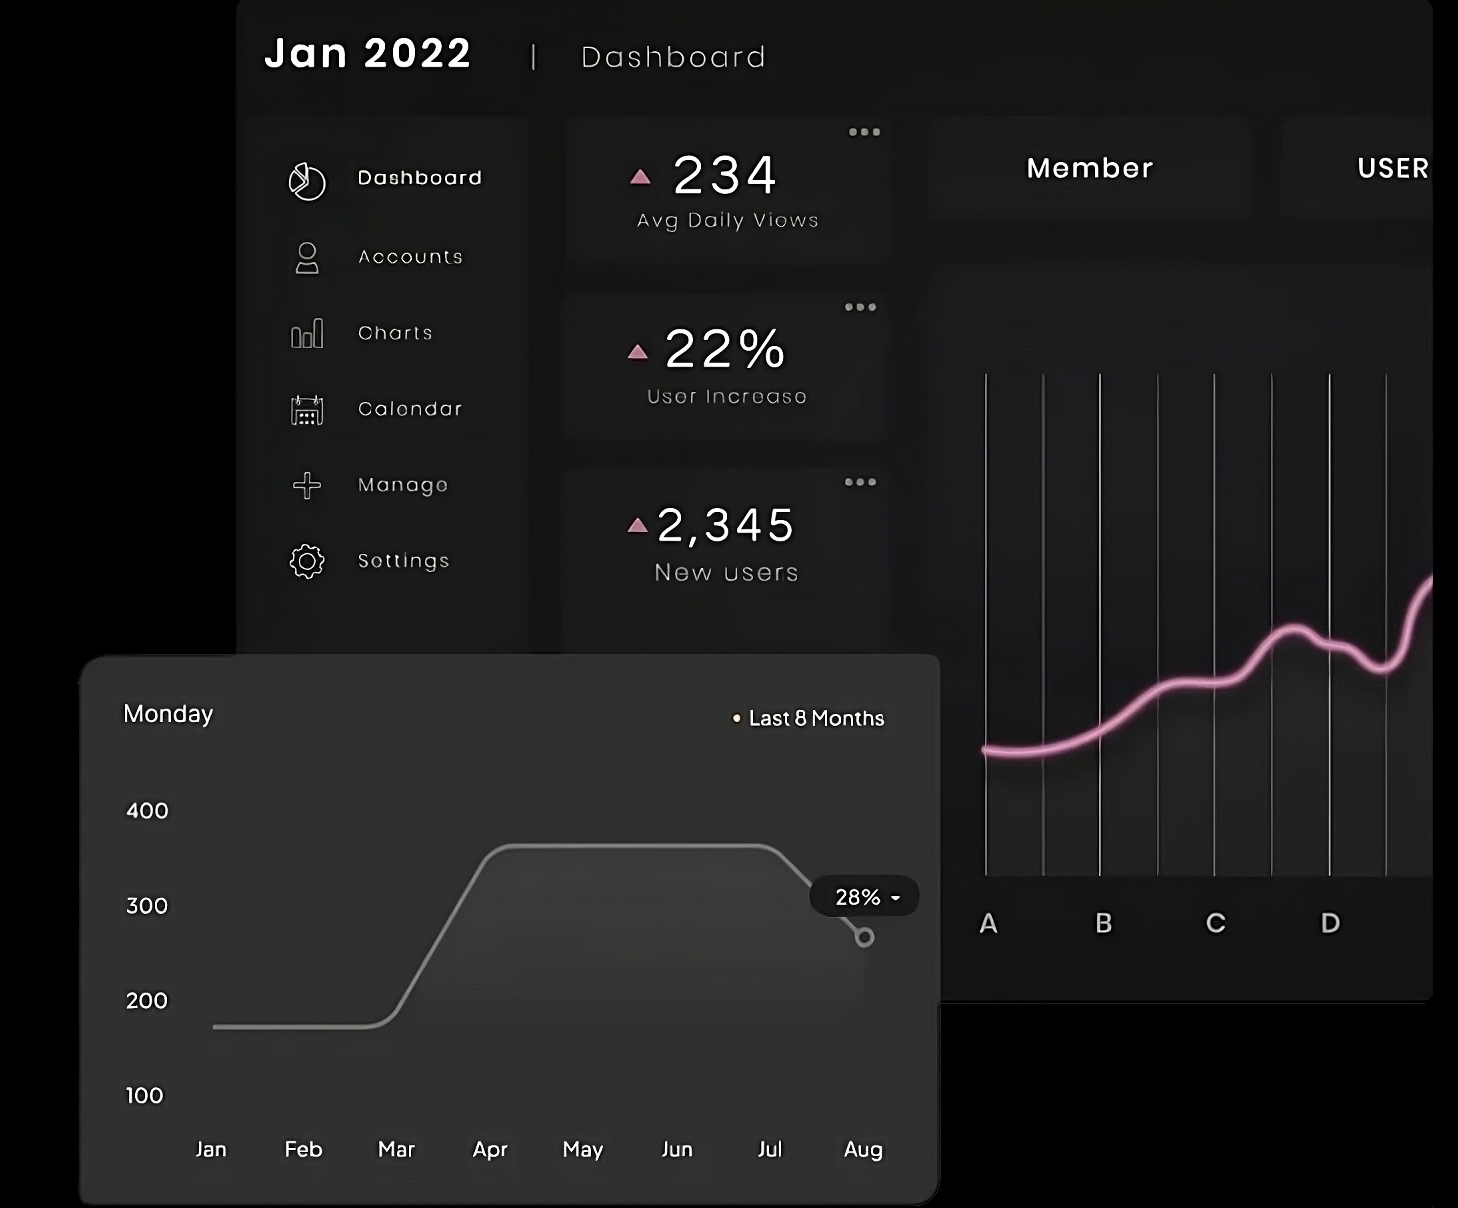 Jan 2022 | Dashboard
Dashboard
Accounts
Charts
Calendar
Manage
Settings
234
Avg Daily Views
22%
User Increase
2,345
New users
Member
USER
A B C D
Monday
Last 8 Months
400
300
200
100
28%
Jan Feb Mar Apr May Jun Jul Aug